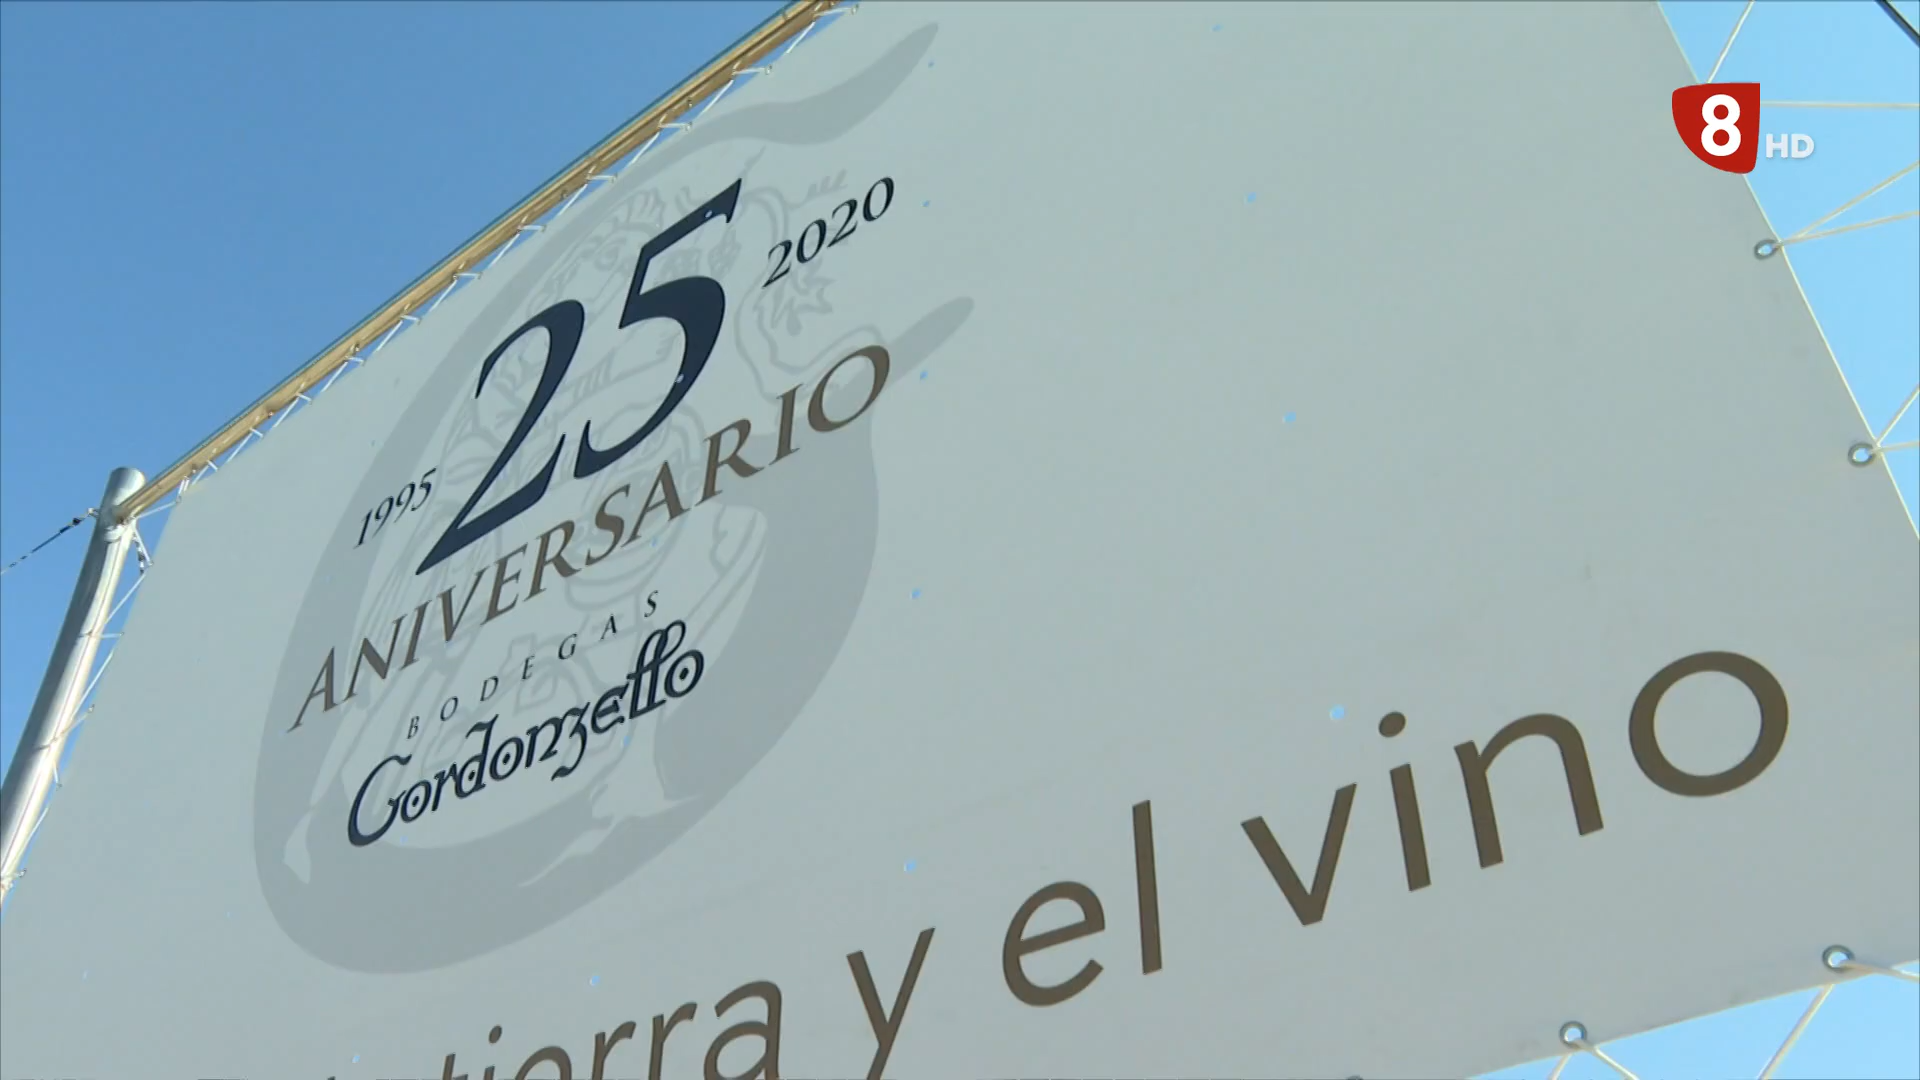 8 HD
1995 25 2020
ANIVERSARIO
BODEGAS
Gordonzello
tierra y el vino